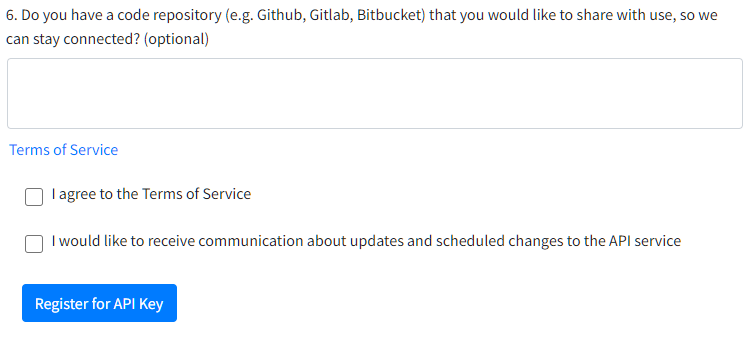 6. Do you have a code repository (e.g. Github, Gitlab, Bitbucket) that you would like to share with use, so we
can stay connected? (optional)
Terms of Service
I agree to the Terms of Service
I would like to receive communication about updates and scheduled changes to the API service
Register for API Key